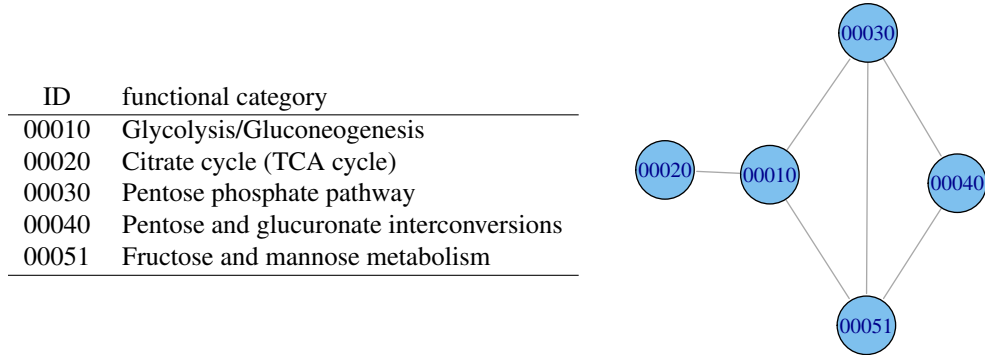 ID functional category
00010 Glycolysis/Gluconeogenesis
00020 Citrate cycle (TCA cycle)
00030 Pentose phosphate pathway
00040 Pentose and glucuronate interconversions
00051 Fructose and mannose metabolism
00030
00020
00010
00040
00051